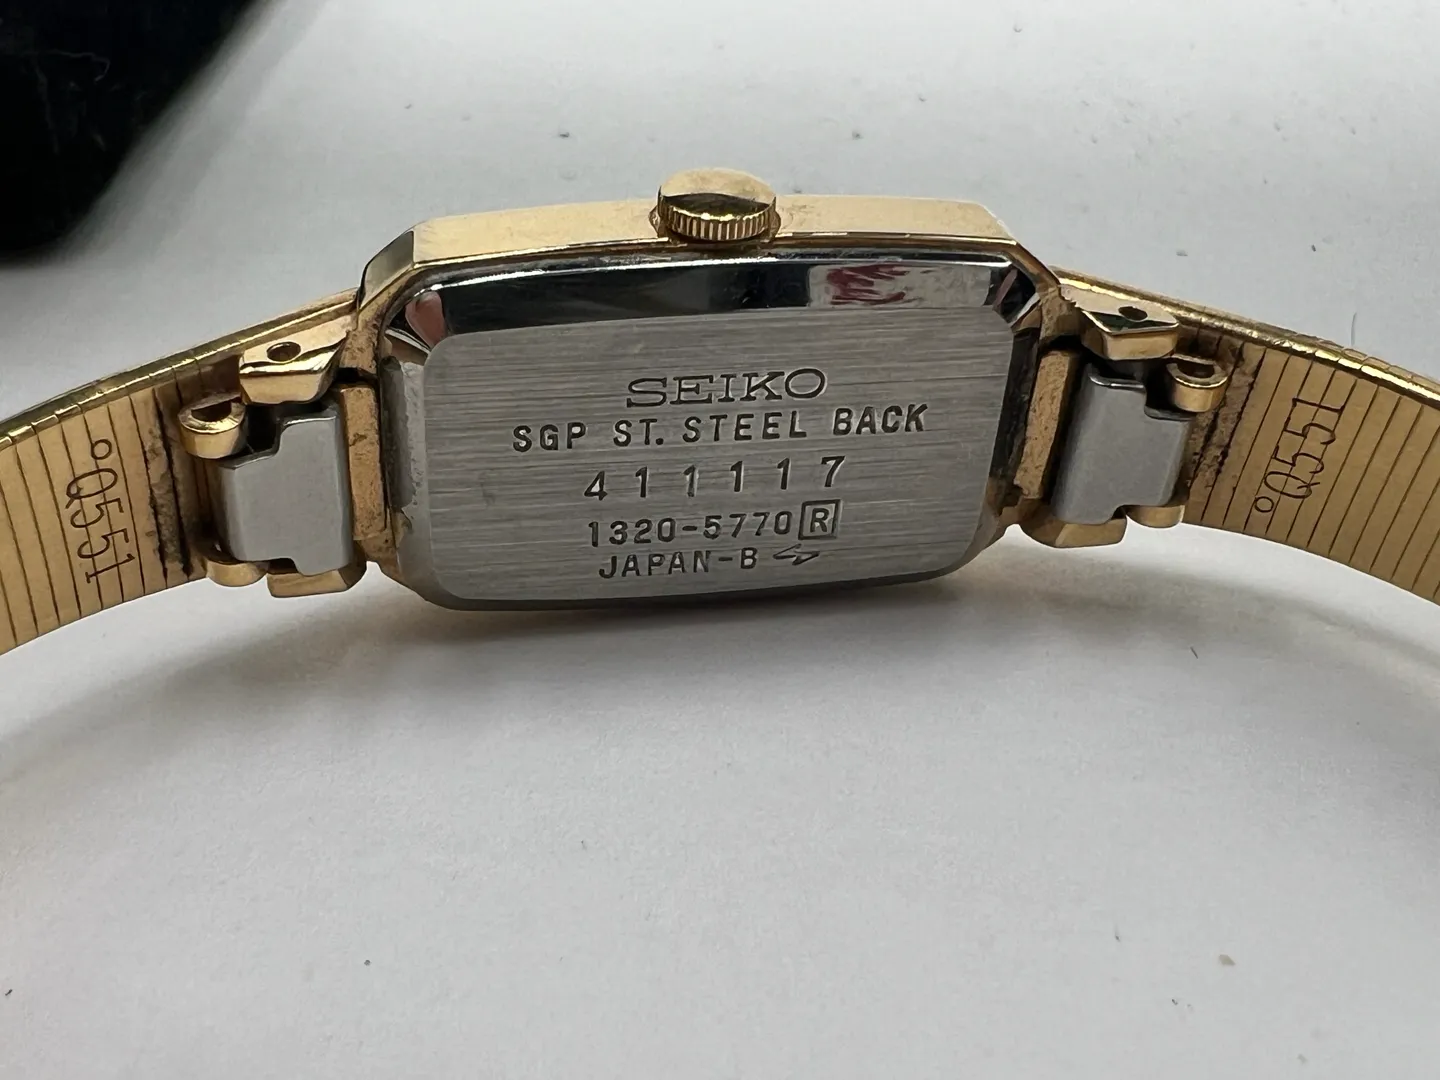 SEIKO
SGP ST. STEEL BACK
411117
1320-5770 R
JAPAN-B
Q551
Q551